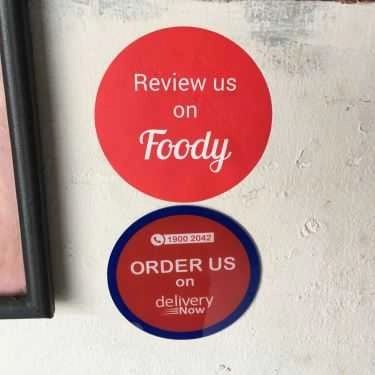 Review us
on
Foody
1900 2042
ORDER US
on
delivery
Now